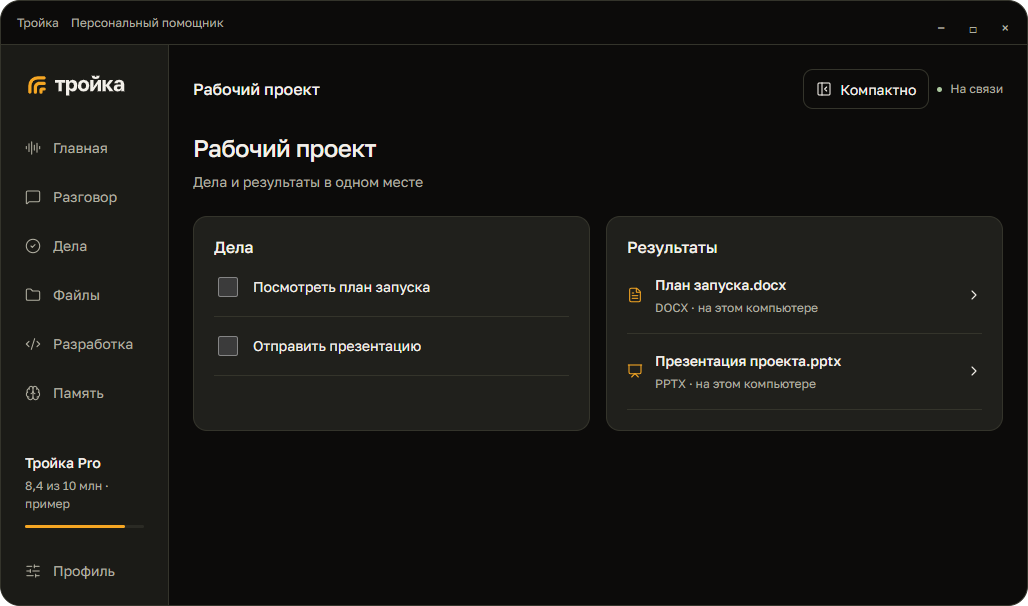 Тройка Персональный помощник
тройка
Главная
Разговор
Дела
Файлы
Разработка
Память
Тройка Pro
8,4 из 10 млн ·
пример
Профиль
Рабочий проект
Компактно
На связи
Рабочий проект
Дела и результаты в одном месте
Дела
Посмотреть план запуска
Отправить презентацию
Результаты
План запуска.docx
DOCX · на этом компьютере
Презентация проекта.pptx
PPTX · на этом компьютере